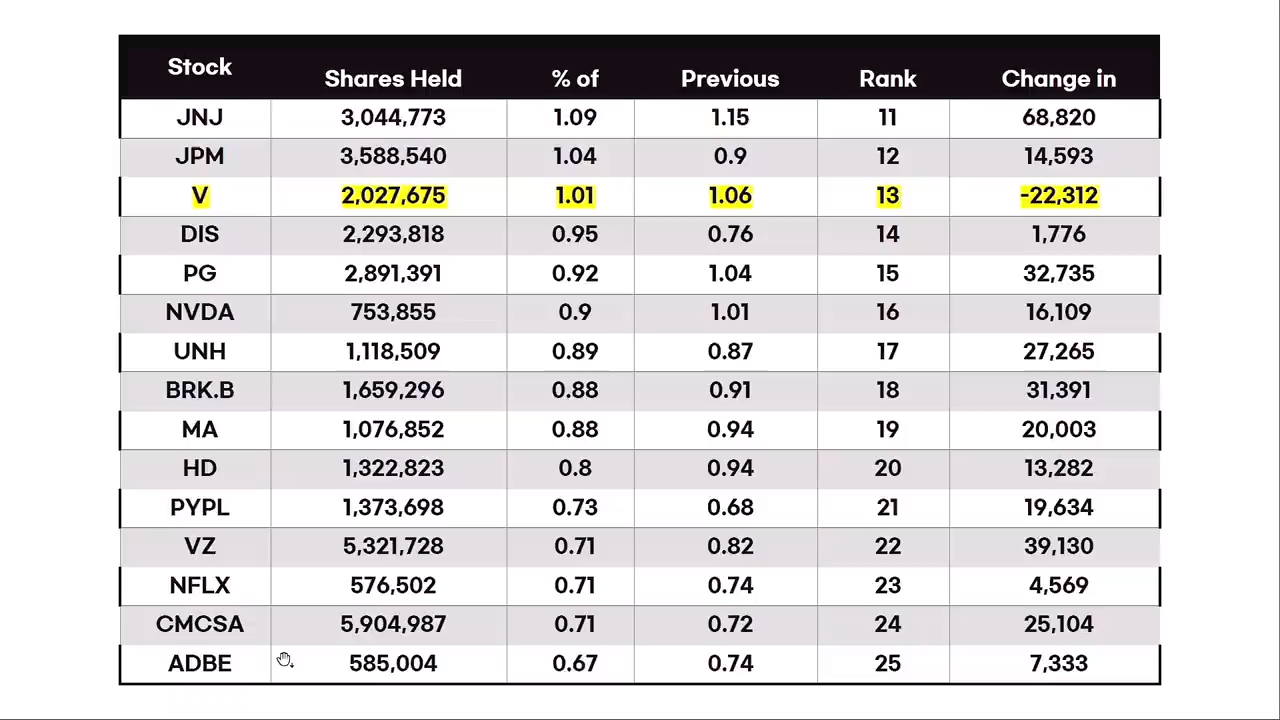 Stock Shares Held % of Previous Rank Change in
JNJ 3,044,773 1.09 1.15 11 68,820
JPM 3,588,540 1.04 0.9 12 14,593
V 2,027,675 1.01 1.06 13 -22,312
DIS 2,293,818 0.95 0.76 14 1,776
PG 2,891,391 0.92 1.04 15 32,735
NVDA 753,855 0.9 1.01 16 16,109
UNH 1,118,509 0.89 0.87 17 27,265
BRK.B 1,659,296 0.88 0.91 18 31,391
MA 1,076,852 0.88 0.94 19 20,003
HD 1,322,823 0.8 0.94 20 13,282
PYPL 1,373,698 0.73 0.68 21 19,634
VZ 5,321,728 0.71 0.82 22 39,130
NFLX 576,502 0.71 0.74 23 4,569
CMCSA 5,904,987 0.71 0.72 24 25,104
ADBE 585,004 0.67 0.74 25 7,333